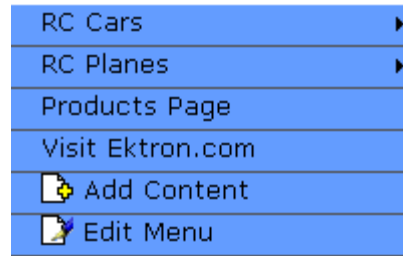 RC Cars
RC Planes
Products Page
Visit Ektron.com
Add Content
Edit Menu